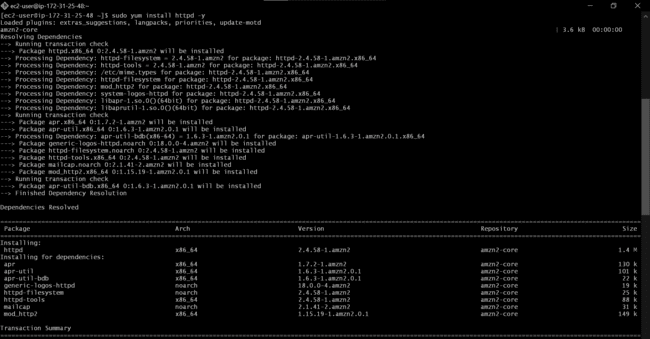 ec2-user@ip-172-31-25-48:~
[ec2-user@ip-172-31-25-48 ~]$ sudo yum install httpd -y
Loaded plugins: extras_suggestions, langpacks, priorities, update-motd
amzn2-core | 3.6 kB 00:00:00
Resolving Dependencies
--> Running transaction check
---> Package httpd.x86_64 0:2.4.58-1.amzn2 will be installed
--> Processing Dependency: httpd-filesystem = 2.4.58-1.amzn2 for package: httpd-2.4.58-1.amzn2.x86_64
--> Processing Dependency: httpd-tools = 2.4.58-1.amzn2 for package: httpd-2.4.58-1.amzn2.x86_64
--> Processing Dependency: /etc/mime.types for package: httpd-2.4.58-1.amzn2.x86_64
--> Processing Dependency: httpd-filesystem for package: httpd-2.4.58-1.amzn2.x86_64
--> Processing Dependency: mod_http2 for package: httpd-2.4.58-1.amzn2.x86_64
--> Processing Dependency: system-logos-httpd for package: httpd-2.4.58-1.amzn2.x86_64
--> Processing Dependency: libapr-1.so.0()(64bit) for package: httpd-2.4.58-1.amzn2.x86_64
--> Processing Dependency: libaprutil-1.so.0()(64bit) for package: httpd-2.4.58-1.amzn2.x86_64
--> Running transaction check
---> Package apr.x86_64 0:1.7.2-1.amzn2 will be installed
---> Package apr-util.x86_64 0:1.6.3-1.amzn2.0.1 will be installed
--> Processing Dependency: apr-util-bdb(x86-64) = 1.6.3-1.amzn2.0.1 for package: apr-util-1.6.3-1.amzn2.0.1.x86_64
---> Package generic-logos-httpd.noarch 0:18.0.0-4.amzn2 will be installed
---> Package httpd-filesystem.noarch 0:2.4.58-1.amzn2 will be installed
---> Package httpd-tools.x86_64 0:2.4.58-1.amzn2 will be installed
---> Package mailcap.noarch 0:2.1.41-2.amzn2 will be installed
---> Package mod_http2.x86_64 0:1.15.19-1.amzn2.0.1 will be installed
--> Running transaction check
---> Package apr-util-bdb.x86_64 0:1.6.3-1.amzn2.0.1 will be installed
--> Finished Dependency Resolution
Dependencies Resolved
Package Arch Version Repository Size
Installing:
httpd x86_64 2.4.58-1.amzn2 amzn2-core 1.4 M
Installing for dependencies:
apr x86_64 1.7.2-1.amzn2 amzn2-core 130 k
apr-util x86_64 1.6.3-1.amzn2.0.1 amzn2-core 101 k
apr-util-bdb x86_64 1.6.3-1.amzn2.0.1 amzn2-core 22 k
generic-logos-httpd noarch 18.0.0-4.amzn2 amzn2-core 19 k
httpd-filesystem noarch 2.4.58-1.amzn2 amzn2-core 25 k
httpd-tools x86_64 2.4.58-1.amzn2 amzn2-core 88 k
mailcap noarch 2.1.41-2.amzn2 amzn2-core 31 k
mod_http2 x86_64 1.15.19-1.amzn2.0.1 amzn2-core 149 k
Transaction Summary